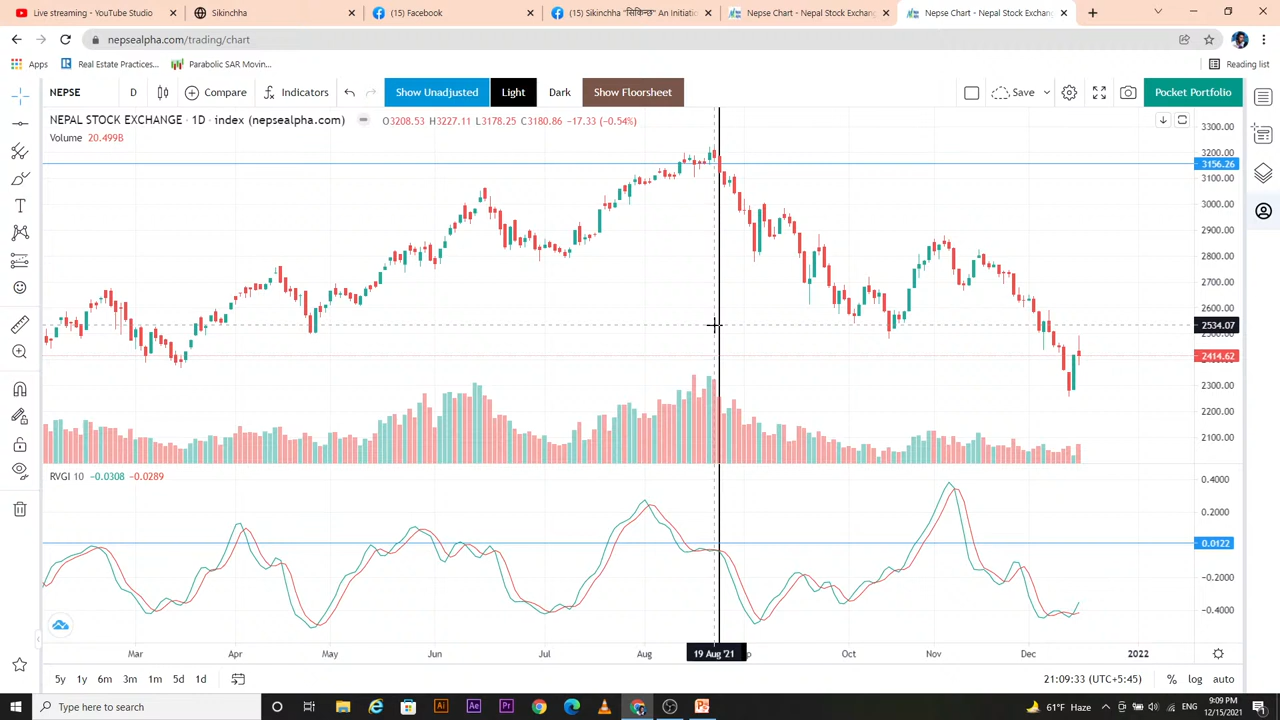 Live streaming - YouTube Studio
Sikinchha
(15) Facebook
(15) Sikchchha "सिकिन्छ" An Initiati
Nepse Chart - Nepal Stock Exchan
Nepse Chart - Nepal Stock Exchan
nepsealpha.com/trading/chart
Apps
Real Estate Practices...
Parabolic SAR Movin...
Reading list
NEPSE
D
Compare
Indicators
Show Unadjusted
Light
Dark
Show Floorsheet
Save
Pocket Portfolio
NEPAL STOCK EXCHANGE · 1D · index (nepsealpha.com)
O3208.53 H3227.11 L3178.25 C3180.86 −17.33 (−0.54%)
Volume 20.499B
3300.00
3200.00
3156.26
3100.00
3000.00
2900.00
2800.00
2700.00
2600.00
2534.07
2414.62
2300.00
2200.00
2100.00
RVGI 10 −0.0308 −0.0289
0.4000
0.2000
0.0122
−0.2000
−0.4000
Mar
Apr
May
Jun
Jul
Aug
19 Aug '21
Oct
Nov
Dec
2022
5y
1y
6m
3m
1m
5d
1d
21:09:33 (UTC+5:45)
%
log
auto
Type here to search
61°F Haze
9:09 PM
12/15/2021